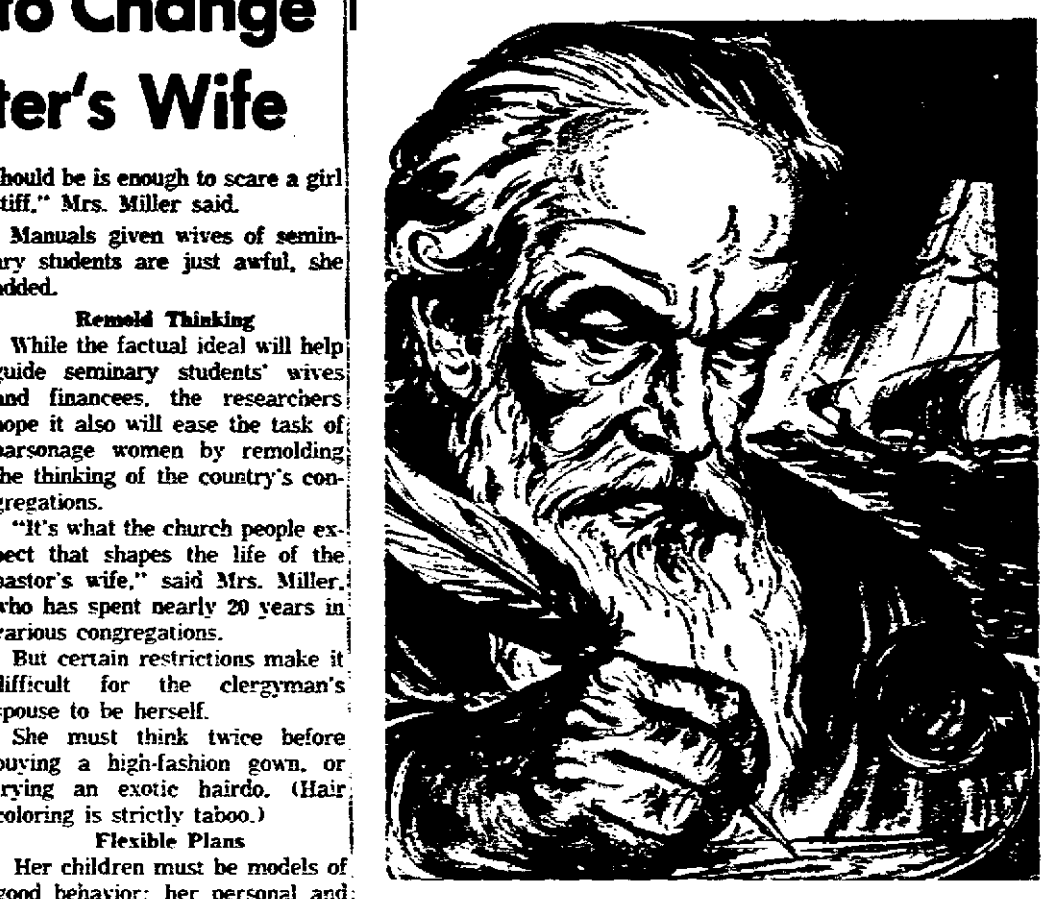 to Change
ter's Wife
hould be is enough to scare a girl
tiff." Mrs. Miller said.
Manuals given wives of semin-
ary students are just awful, she
added.
Remold Thinking
While the factual ideal will help
guide seminary students' wives
and financees, the researchers
hope it also will ease the task of
parsonage women by remolding
the thinking of the country's con-
gregations.
"It's what the church people ex-
pect that shapes the life of the
pastor's wife," said Mrs. Miller,
who has spent nearly 20 years in
various congregations.
But certain restrictions make it
difficult for the clergyman's
spouse to be herself.
She must think twice before
buying a high-fashion gown, or
trying an exotic hairdo. (Hair
coloring is strictly taboo.)
Flexible Plans
Her children must be models of
good behavior: her personal and